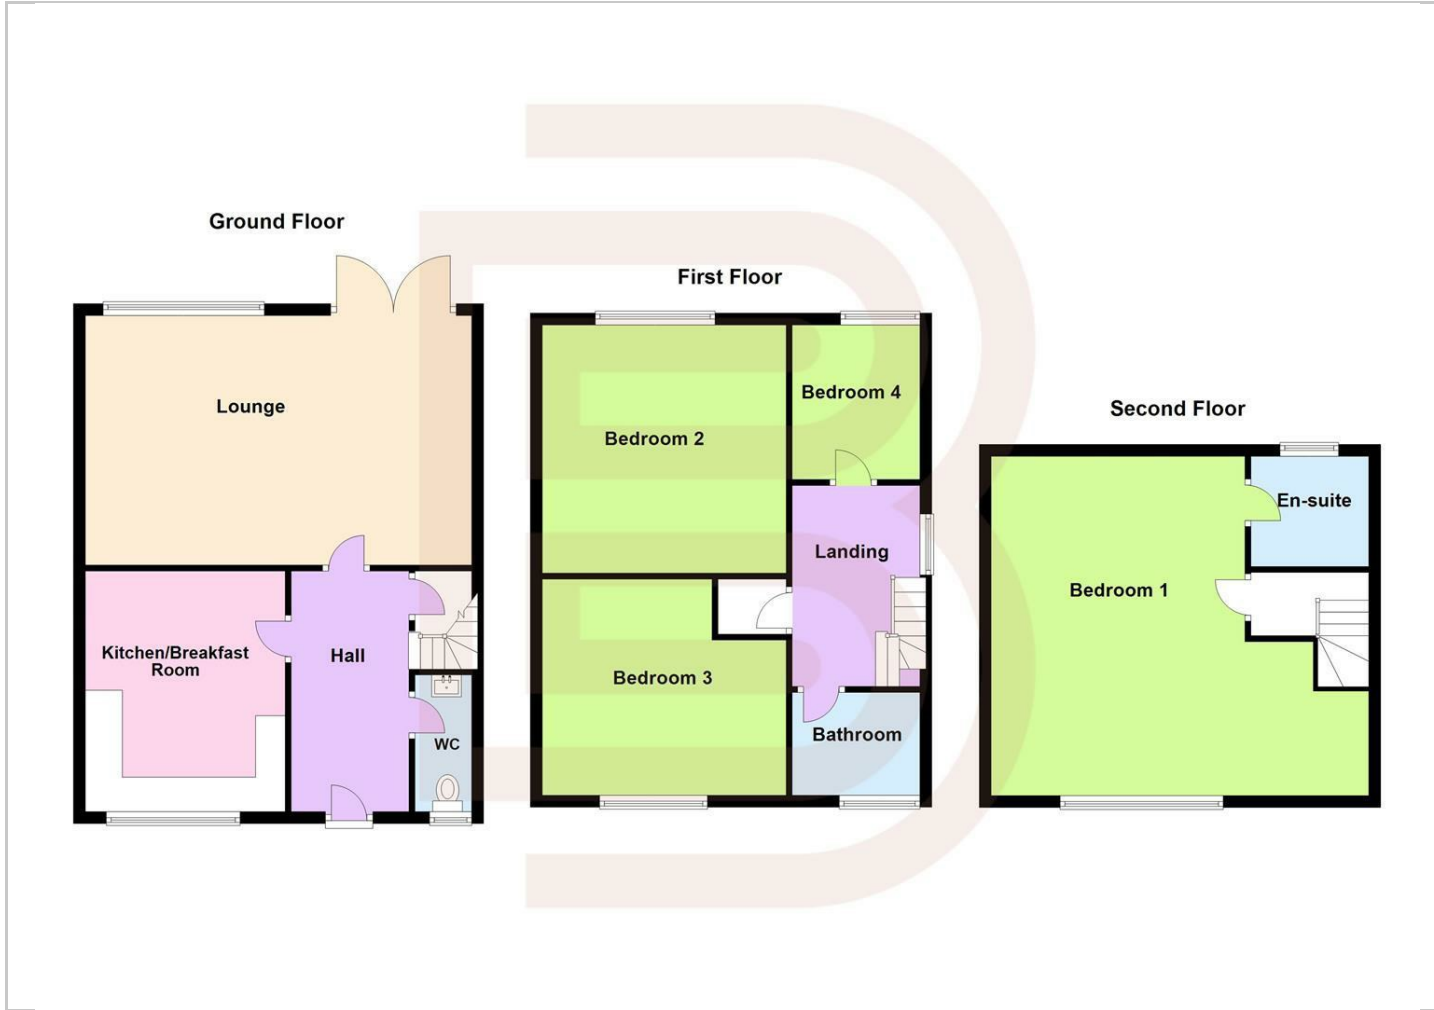 Ground Floor
Lounge
Kitchen/Breakfast
Room
Hall
WC
First Floor
Bedroom 2
Bedroom 4
Landing
Bedroom 3
Bathroom
Second Floor
En-suite
Bedroom 1